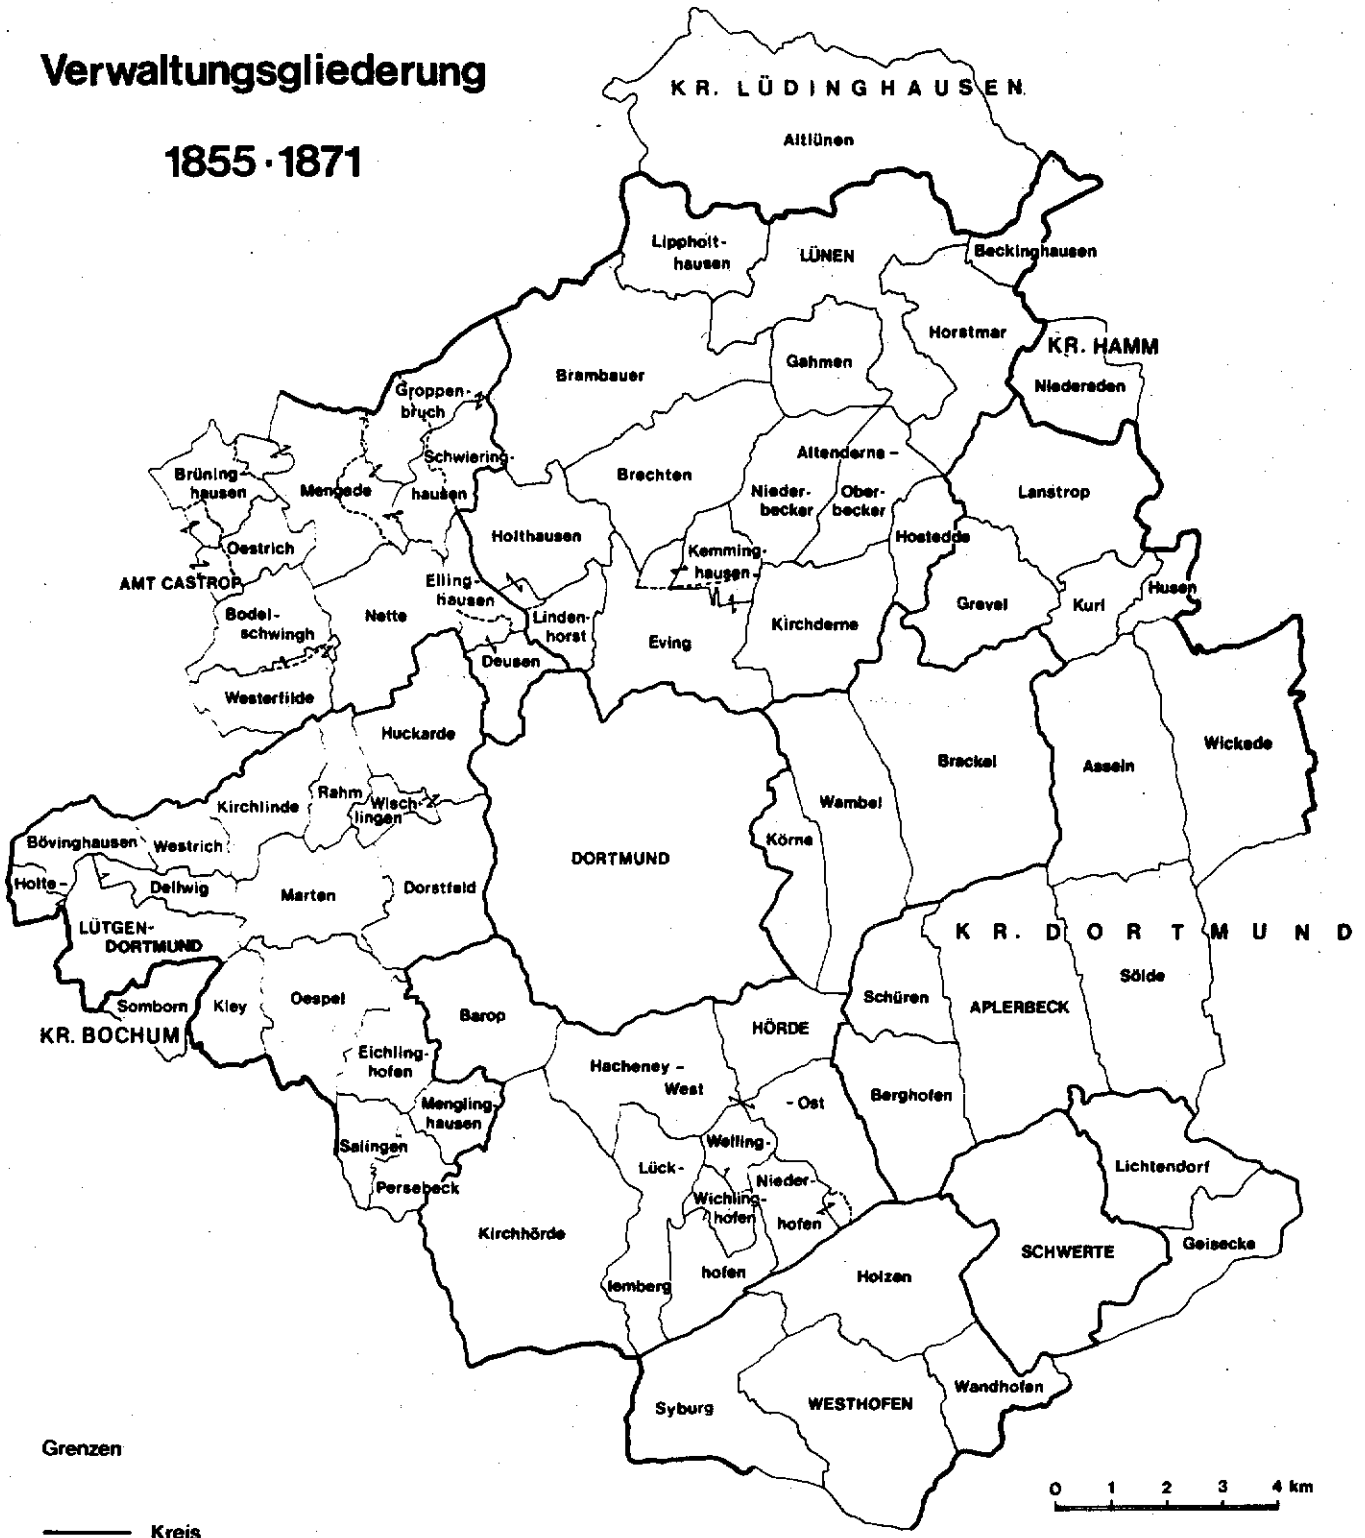 Verwaltungsgliederung
1855·1871
KR. LÜDINGHAUSEN
Altlünen
Lippholt-
hausen
LÜNEN
Beckinghausen
Horstmar
KR. HAMM
Niederaden
Gahmen
Brambauer
Groppen-
bruch
Schwiering-
hausen
Brüning
hausen
Mengede
Oestrich
AMT CASTROP
Brechten
Altenderne -
Nieder-
becker
Ober-
becker
Lanstrop
Holthausen
Kemming-
hausen
Hostedde
Grevel
Kurl
Husen
Elling-
hausen
Linden-
horst
Eving
Kirchderne
Bodel-
schwingh
Nette
Deusen
Westerfilde
Huckarde
Brackel
Asseln
Wickede
Kirchlinde
Rahm
Wisch-
lingen
Wambel
Körne
Bövinghausen
Westrich
Holte-
Dellwig
Marten
Dorstfeld
DORTMUND
LÜTGEN-
DORTMUND
KR. DORTMUND
Somborn
Kley
Oespel
Barop
KR. BOCHUM
Schüren
APLERBECK
Sölde
HÖRDE
Eichling-
hofen
Hacheney -
West
- Ost
Berghofen
Mengling-
hausen
Salingen
Persebeck
Welling-
Lück-
Nieder-
Wichling-
hofen
hofen
Lichtendorf
Kirchhörde
hofen
lemberg
Holzen
SCHWERTE
Geisecke
Syburg
WESTHOFEN
Wandhofen
Grenzen
0 1 2 3 4 km
Kreis